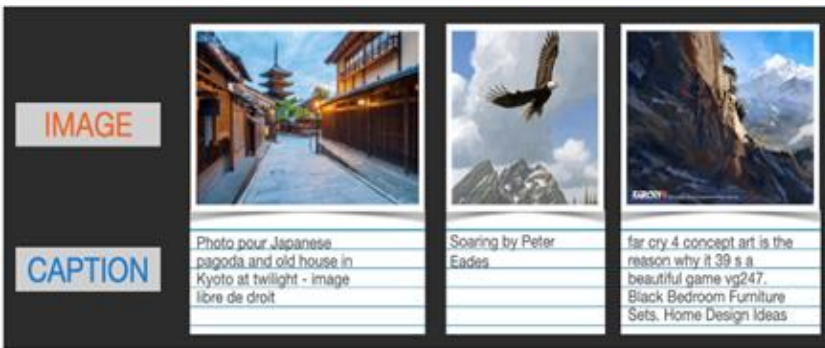 IMAGE
CAPTION
Photo pour Japanese
pagoda and old house in
Kyoto at twilight - image
libre de droit
Soaring by Peter
Eades
FARCRY4
far cry 4 concept art is the
reason why it 39 s a
beautiful game vg247.
Black Bedroom Furniture
Sets. Home Design Ideas